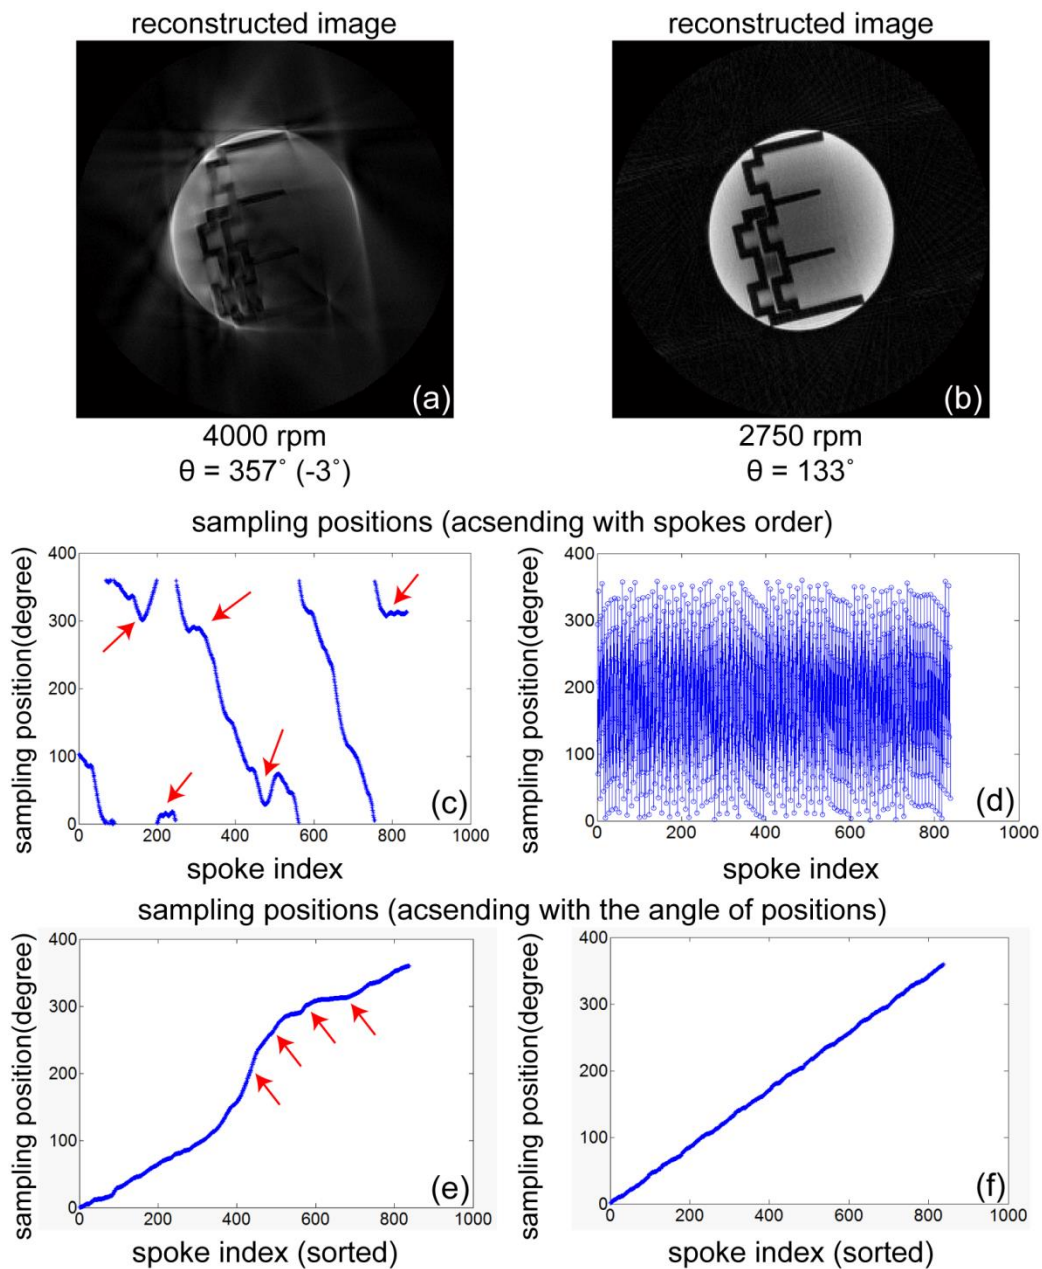 reconstructed image
reconstructed image
(a)
(b)
4000 rpm
θ = 357° (-3°)
2750 rpm
θ = 133°
sampling positions (acsending with spokes order)
sampling position(degree)
400
300
200
100
0
0
200
400
600
800
1000
(c)
spoke index
sampling position(degree)
400
300
200
100
0
0
200
400
600
800
1000
(d)
spoke index
sampling positions (acsending with the angle of positions)
sampling position(degree)
400
300
200
100
0
0
200
400
600
800
1000
(e)
spoke index (sorted)
sampling position(degree)
400
300
200
100
0
0
200
400
600
800
1000
(f)
spoke index (sorted)